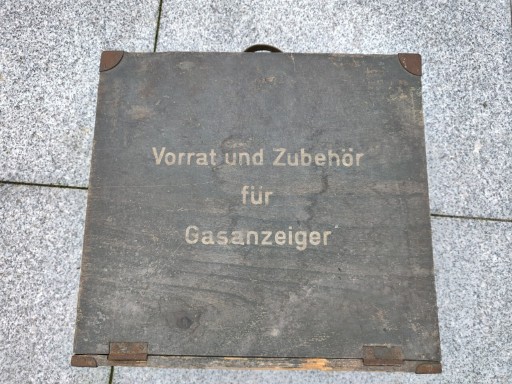 Vorrat und Zubehör
für
Gasanzeiger